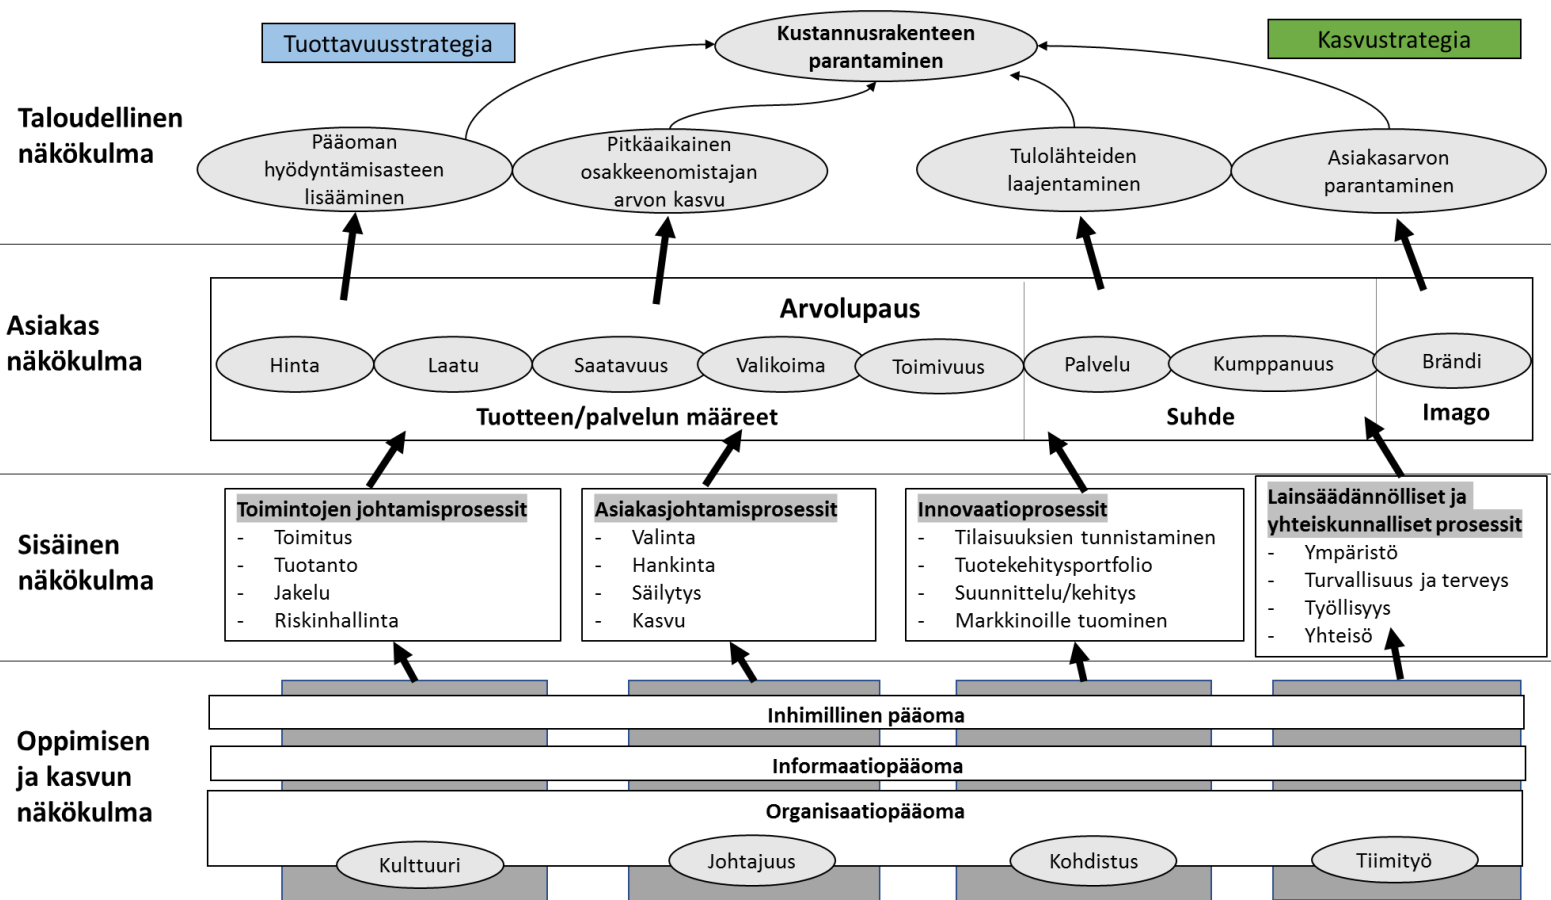 Tuottavuusstrategia
Kustannusrakenteen
parantaminen
Kasvustrategia
Taloudellinen
näkökulma
Pääoman
hyödyntämisasteen
lisääminen
Pitkäaikainen
osakkeenomistajan
arvon kasvu
Tulolähteiden
laajentaminen
Asiakasarvon
parantaminen
Asiakas
näkökulma
Arvolupaus
Hinta
Laatu
Saatavuus
Valikoima
Toimivuus
Palvelu
Kumppanuus
Brändi
Tuotteen/palvelun määreet
Suhde
Imago
Sisäinen
näkökulma
Toimintojen johtamisprosessit
- Toimitus
- Tuotanto
- Jakelu
- Riskinhallinta
Asiakasjohtamisprosessit
- Valinta
- Hankinta
- Säilytys
- Kasvu
Innovaatioprosessit
- Tilaisuuksien tunnistaminen
- Tuotekehitysportfolio
- Suunnittelu/kehitys
- Markkinoille tuominen
Lainsäädännölliset ja
yhteiskunnalliset prosessit
- Ympäristö
- Turvallisuus ja terveys
- Työllisyys
- Yhteisö
Oppimisen
ja kasvun
näkökulma
Inhimillinen pääoma
Informaatiopääoma
Organisaatiopääoma
Kulttuuri
Johtajuus
Kohdistus
Tiimityö